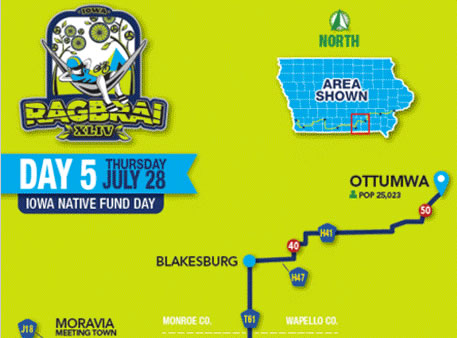 IOWA
RAGBRAI
XLIV
NORTH
AREA
SHOWN
DAY 5 THURSDAY
JULY 28
IOWA NATIVE FUND DAY
OTTUMWA
POP 25,023
50
H41
40
BLAKESBURG
H47
T61
MONROE CO.
WAPELLO CO.
J18
MORAVIA
MEETING TOWN